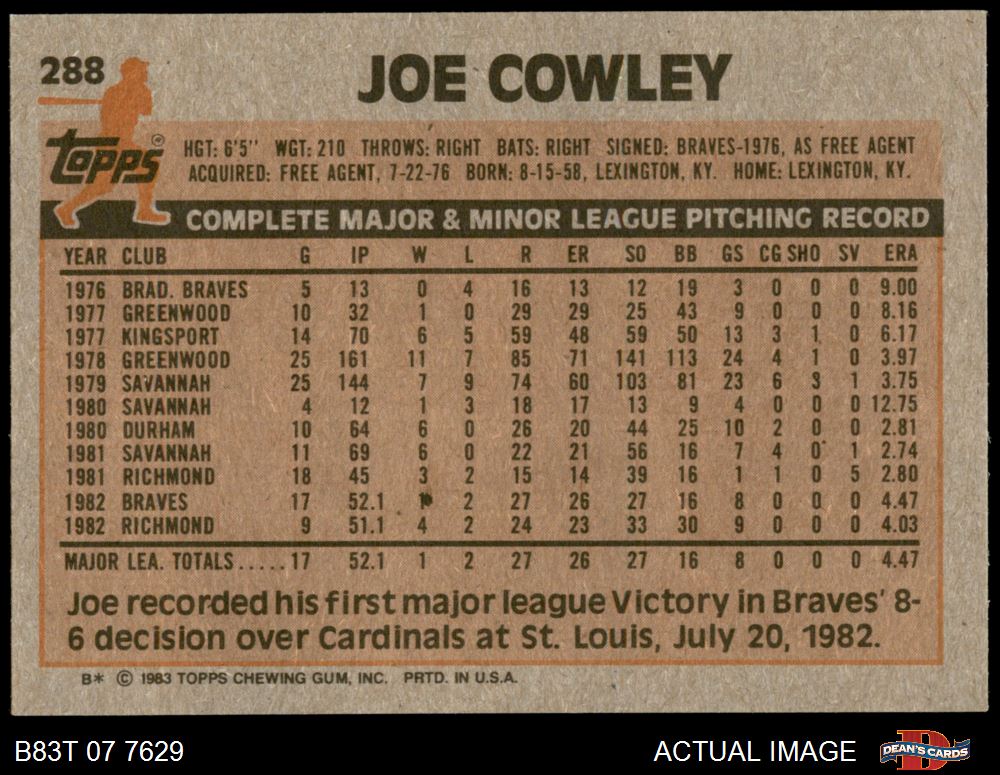 288
JOE COWLEY
TOPPS ®
HGT: 6'5" WGT: 210 THROWS: RIGHT BATS: RIGHT SIGNED: BRAVES-1976, AS FREE AGENT
ACQUIRED: FREE AGENT, 7-22-76 BORN: 8-15-58, LEXINGTON, KY. HOME: LEXINGTON, KY.
COMPLETE MAJOR & MINOR LEAGUE PITCHING RECORD
YEAR CLUB G IP W L R ER SO BB GS CG SHO SV ERA
1976 BRAD. BRAVES 5 13 0 4 16 13 12 19 3 0 0 0 9.00
1977 GREENWOOD 10 32 1 0 29 29 25 43 9 0 0 0 8.16
1977 KINGSPORT 14 70 6 5 59 48 59 50 13 3 1 0 6.17
1978 GREENWOOD 25 161 11 7 85 71 141 113 24 4 1 0 3.97
1979 SAVANNAH 25 144 7 9 74 60 103 81 23 6 3 1 3.75
1980 SAVANNAH 4 12 1 3 18 17 13 9 4 0 0 0 12.75
1980 DURHAM 10 64 6 0 26 20 44 25 10 2 0 0 2.81
1981 SAVANNAH 11 69 6 0 22 21 56 16 7 4 0 1 2.74
1981 RICHMOND 18 45 3 2 15 14 39 16 1 1 0 5 2.80
1982 BRAVES 17 52.1 1 2 27 26 27 16 8 0 0 0 4.47
1982 RICHMOND 9 51.1 4 2 24 23 33 30 9 0 0 0 4.03
MAJOR LEA. TOTALS.....17 52.1 1 2 27 26 27 16 8 0 0 0 4.47
Joe recorded his first major league Victory in Braves' 8-
6 decision over Cardinals at St. Louis, July 20, 1982.
B* © 1983 TOPPS CHEWING GUM, INC. PRTD. IN U.S.A.
B83T 07 7629 ACTUAL IMAGE DEAN'S CARDS